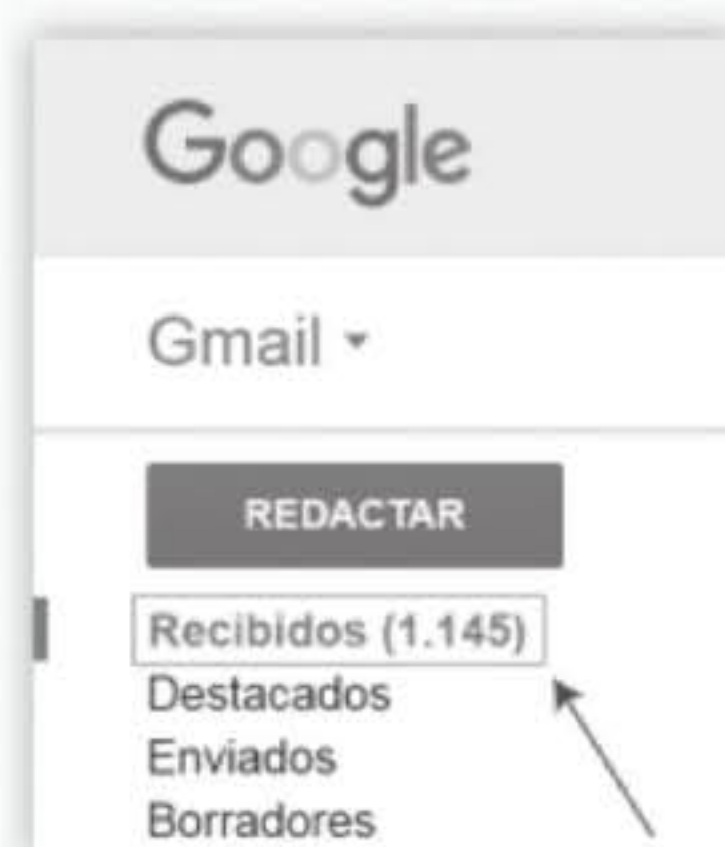 Google
Gmail
REDACTAR
Recibidos (1.145)
Destacados
Enviados
Borradores